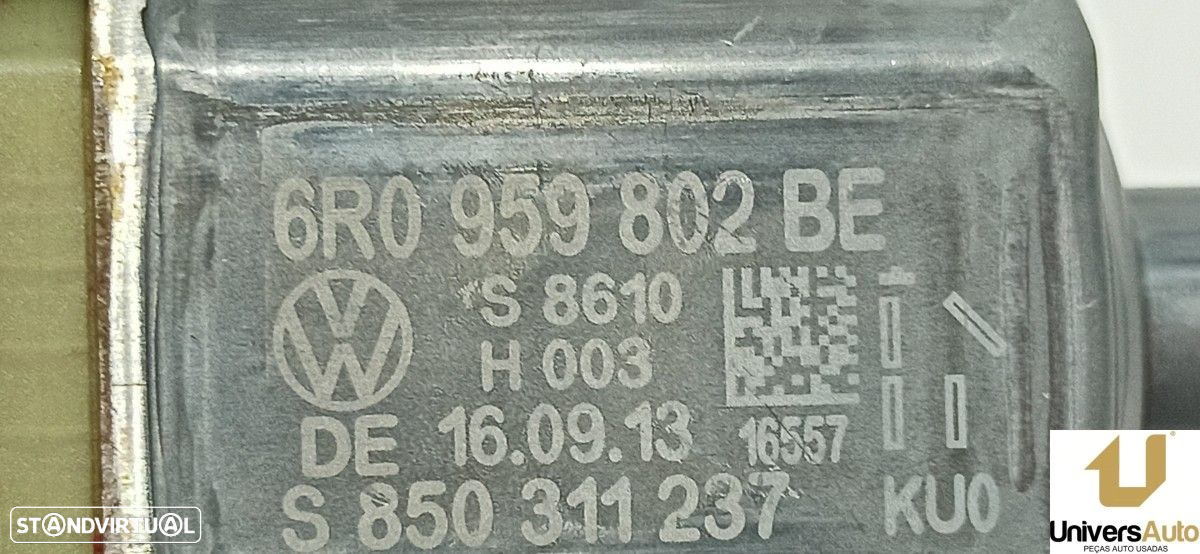 6R0 959 802 BE
S 8610
H 003
DE 16.09.13
16557
S 850 311 237
KU0
STANDVIRTUAL
UniversAuto
PEÇAS AUTO USADAS